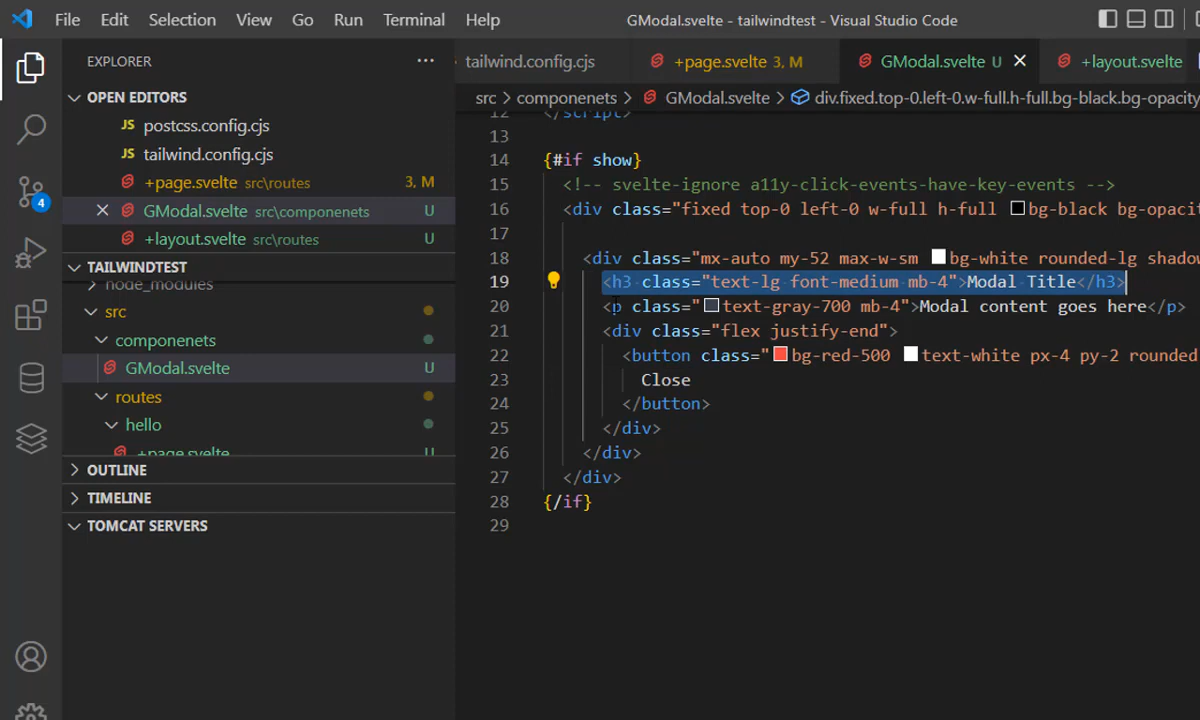 File Edit Selection View Go Run Terminal Help GModal.svelte - tailwindtest - Visual Studio Code
EXPLORER ...
tailwind.config.cjs +page.svelte 3, M GModal.svelte U +layout.svelte
src > componenets > GModal.svelte > div.fixed.top-0.left-0.w-full.h-full.bg-black.bg-opacity
OPEN EDITORS
JS postcss.config.cjs
JS tailwind.config.cjs
+page.svelte src\routes 3, M
GModal.svelte src\componenets U
+layout.svelte src\routes U
TAILWINDTEST
node_modules
src
componenets
GModal.svelte U
routes
hello
+page.svelte U
OUTLINE
TIMELINE
TOMCAT SERVERS
4
12 </script>
13
14 {#if show}
15 <!-- svelte-ignore a11y-click-events-have-key-events -->
16 <div class="fixed top-0 left-0 w-full h-full bg-black bg-opaci
17
18 <div class="mx-auto my-52 max-w-sm bg-white rounded-lg shadow
19 <h3 class="text-lg font-medium mb-4">Modal Title</h3>
20 <p class="text-gray-700 mb-4">Modal content goes here</p>
21 <div class="flex justify-end">
22 <button class="bg-red-500 text-white px-4 py-2 rounded
23 Close
24 </button>
25 </div>
26 </div>
27 </div>
28 {/if}
29